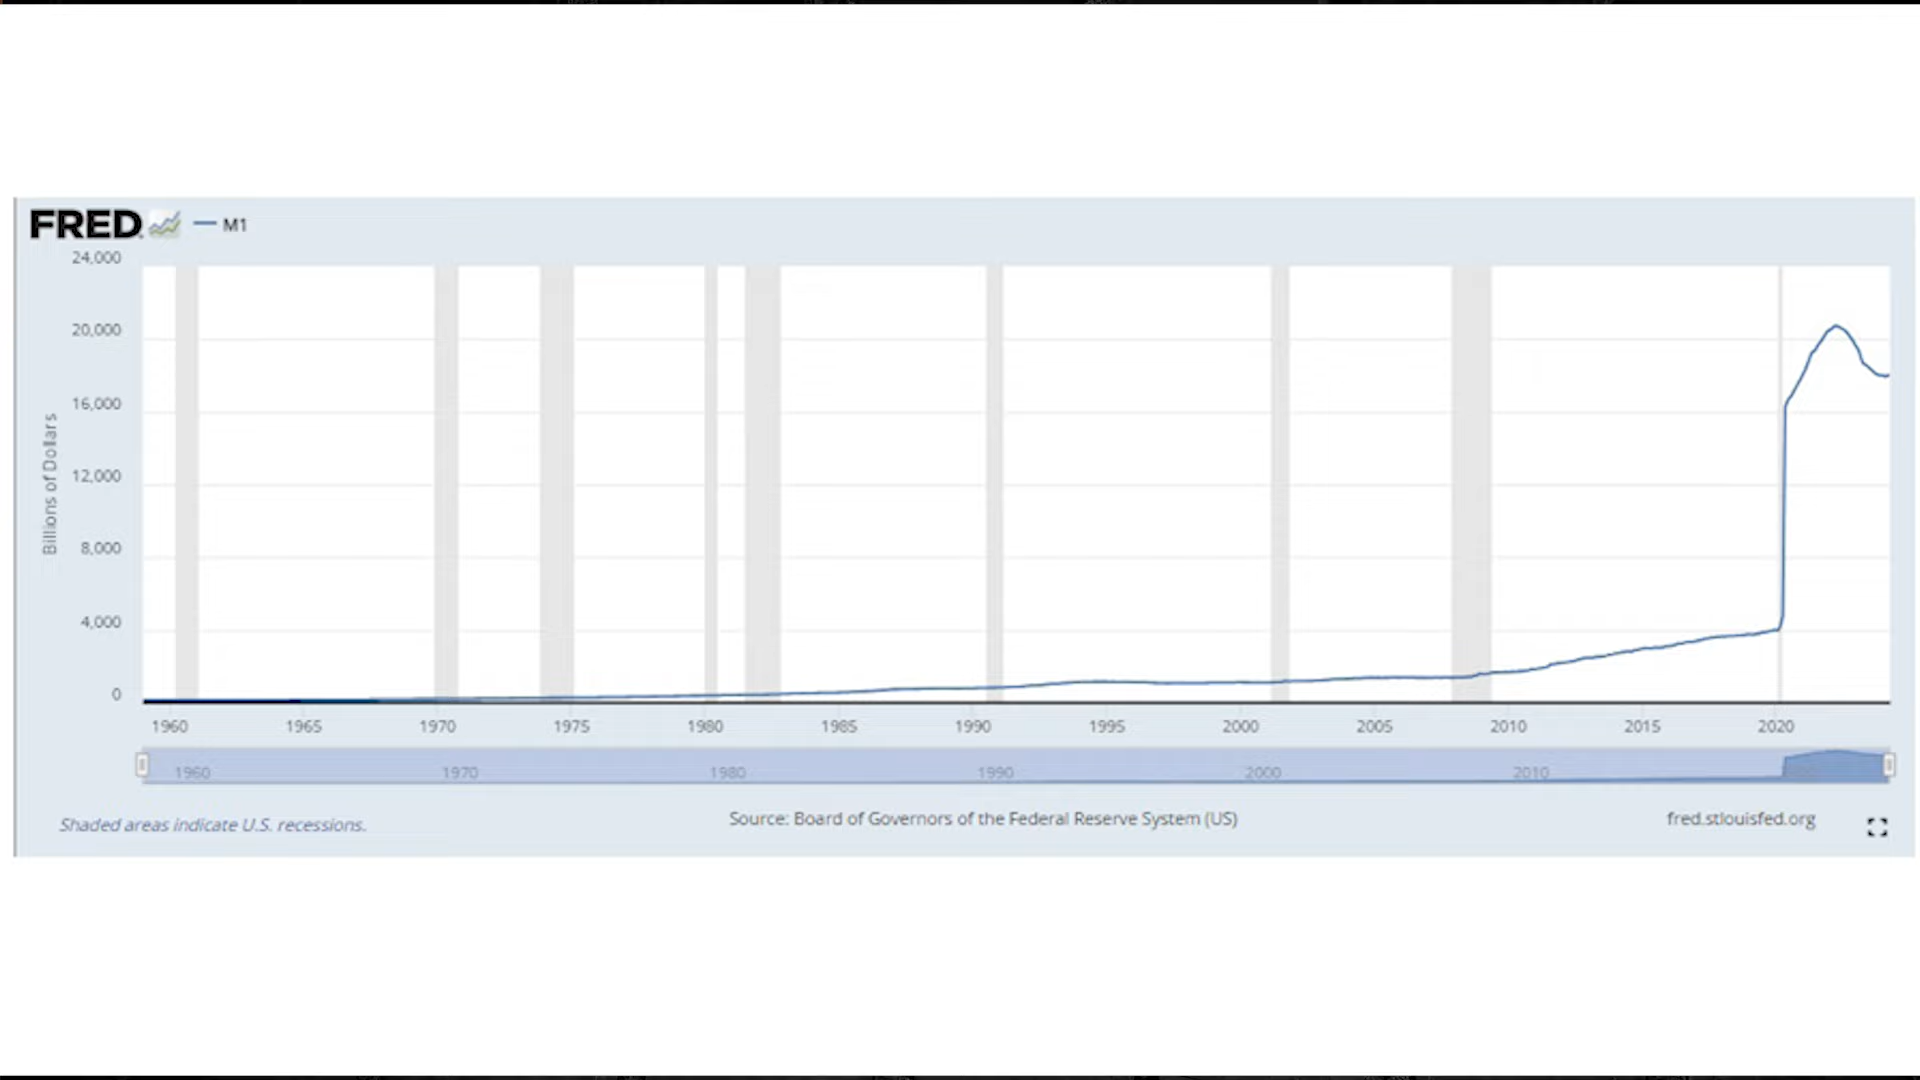 FRED
M1
24,000
20,000
16,000
12,000
8,000
4,000
0
Billions of Dollars
1960 1965 1970 1975 1980 1985 1990 1995 2000 2005 2010 2015 2020
1960 1970 1980 1990 2000 2010
Shaded areas indicate U.S. recessions.
Source: Board of Governors of the Federal Reserve System (US)
fred.stlouisfed.org